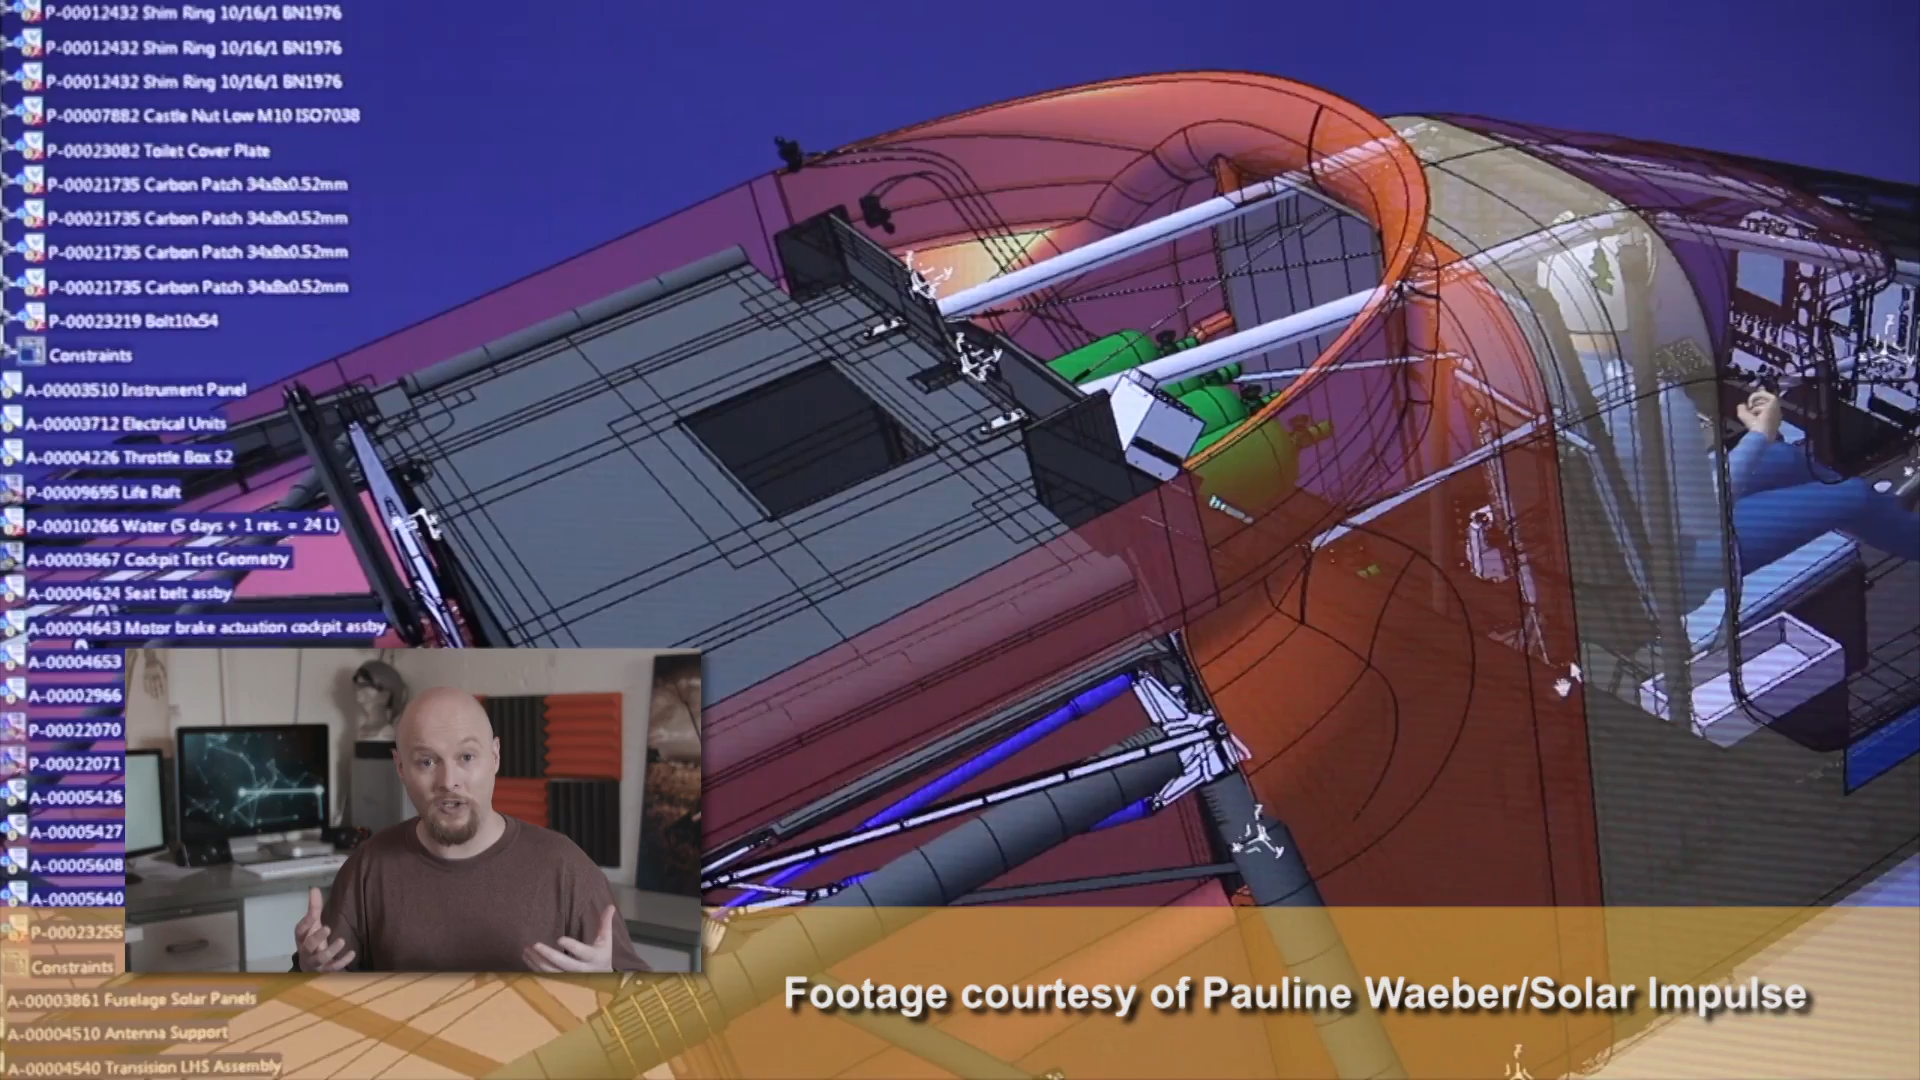 P-00012432 Shim Ring 10/16/1 BN1976
P-00012432 Shim Ring 10/16/1 BN1976
P-00012432 Shim Ring 10/16/1 BN1976
P-00007882 Castle Nut Low M10 ISO7038
P-00023082 Toilet Cover Plate
P-00021735 Carbon Patch 34x8x0.52mm
P-00021735 Carbon Patch 34x8x0.52mm
P-00021735 Carbon Patch 34x8x0.52mm
P-00021735 Carbon Patch 34x8x0.52mm
P-00023219 Bolt10x54
Constraints
A-00003510 Instrument Panel
A-00003712 Electrical Units
A-00004226 Throttle Box S2
P-00009695 Life Raft
P-00010266 Water (5 days + 1 res. = 24 L)
A-00003667 Cockpit Test Geometry
A-00004624 Seat belt assby
A-00004643 Motor brake actuation cockpit assby
A-00004653
A-00002966
P-00022070
P-00022071
A-00005426
A-00005427
A-00005608
A-00005640
P-00023255
Constraints
A-00003861 Fuselage Solar Panels
A-00004510 Antenna Support
A-00004540 Transision LHS Assembly
Footage courtesy of Pauline Waeber/Solar Impulse